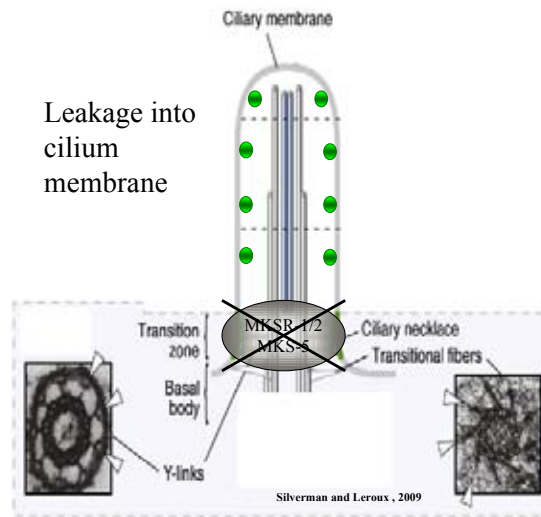 Ciliary membrane
Leakage into
cilium
membrane
MKSR-1/2
MKS-5
Transition
zone
Ciliary necklace
Transitional fibers
Basal
body
Y-links
Silverman and Leroux , 2009